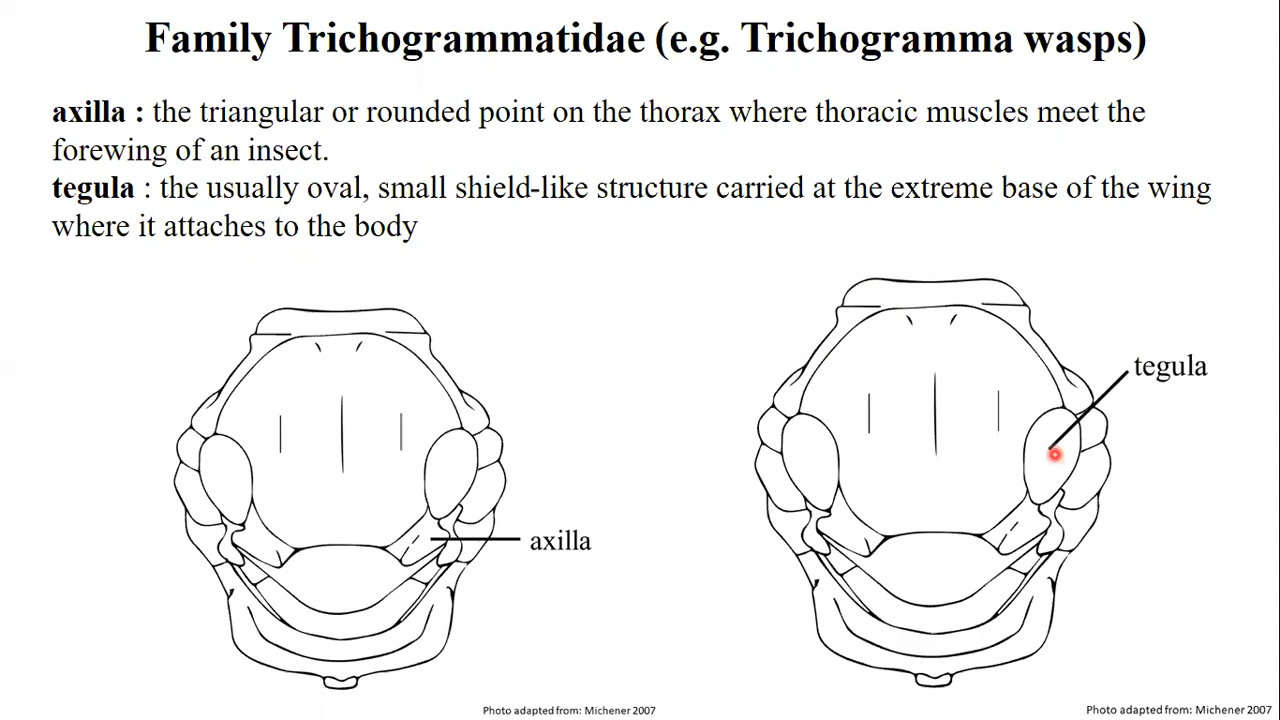 Family Trichogrammatidae (e.g. Trichogramma wasps)
axilla : the triangular or rounded point on the thorax where thoracic muscles meet the
forewing of an insect.
tegula : the usually oval, small shield-like structure carried at the extreme base of the wing
where it attaches to the body
tegula
axilla
Photo adapted from: Michener 2007
Photo adapted from: Michener 2007